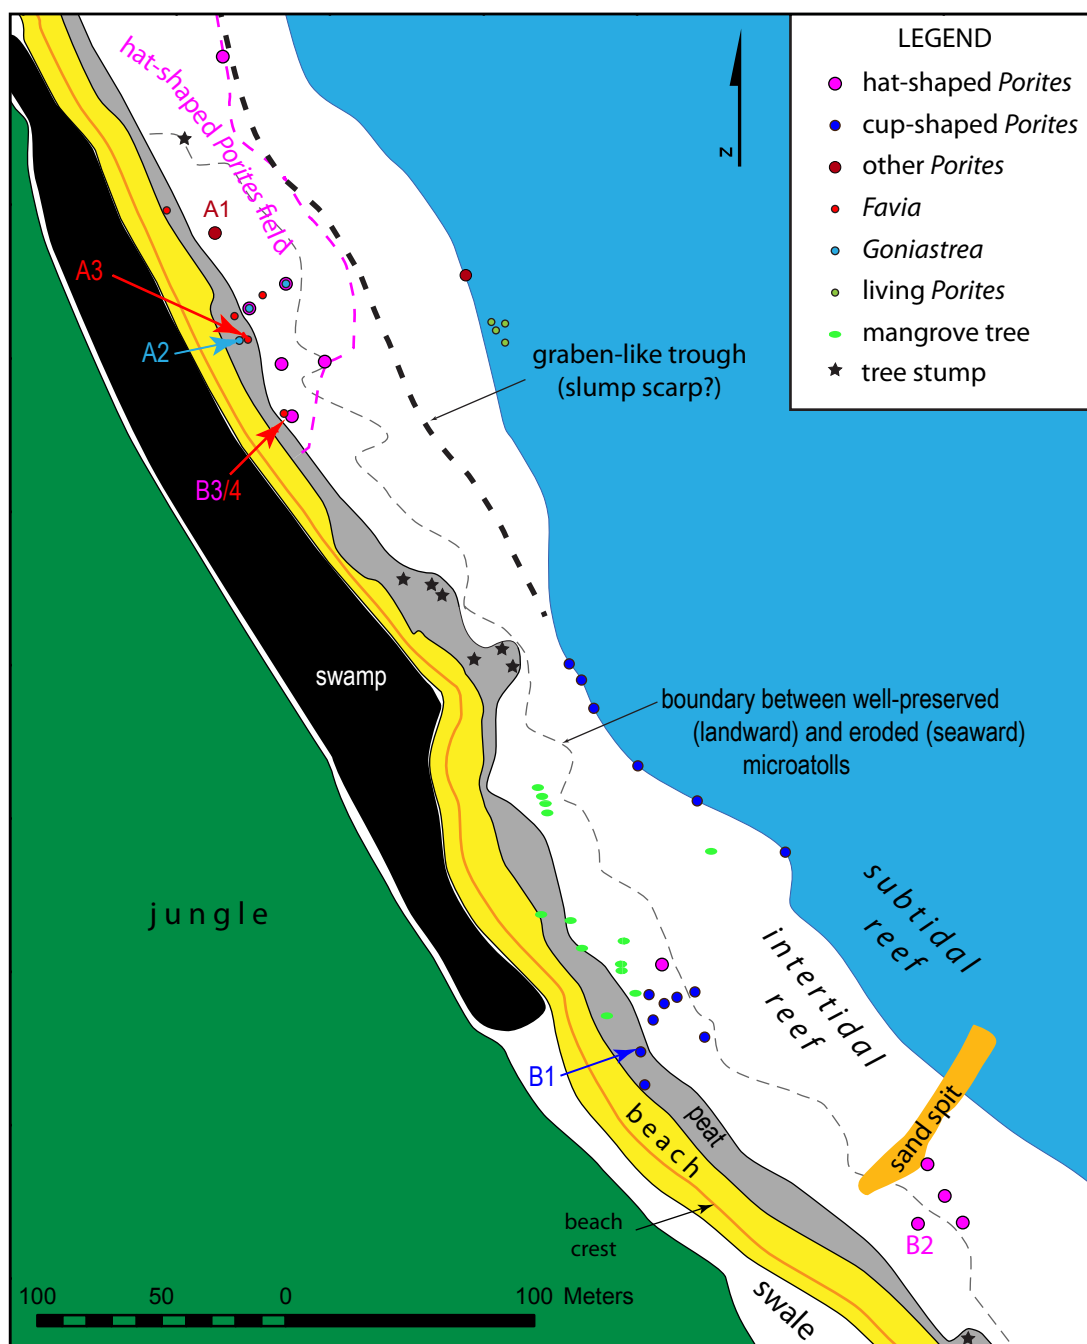 LEGEND
hat-shaped Porites
cup-shaped Porites
other Porites
Favia
Goniastrea
living Porites
mangrove tree
tree stump
z
hat-shaped Porites field
A1
A3
A2
graben-like trough
(slump scarp?)
B3/4
swamp
boundary between well-preserved
(landward) and eroded (seaward)
microatolls
jungle
subtidal
reef
intertidal
reef
B1
beach
peat
sand spit
beach
crest
B2
swale
100 50 0 100 Meters